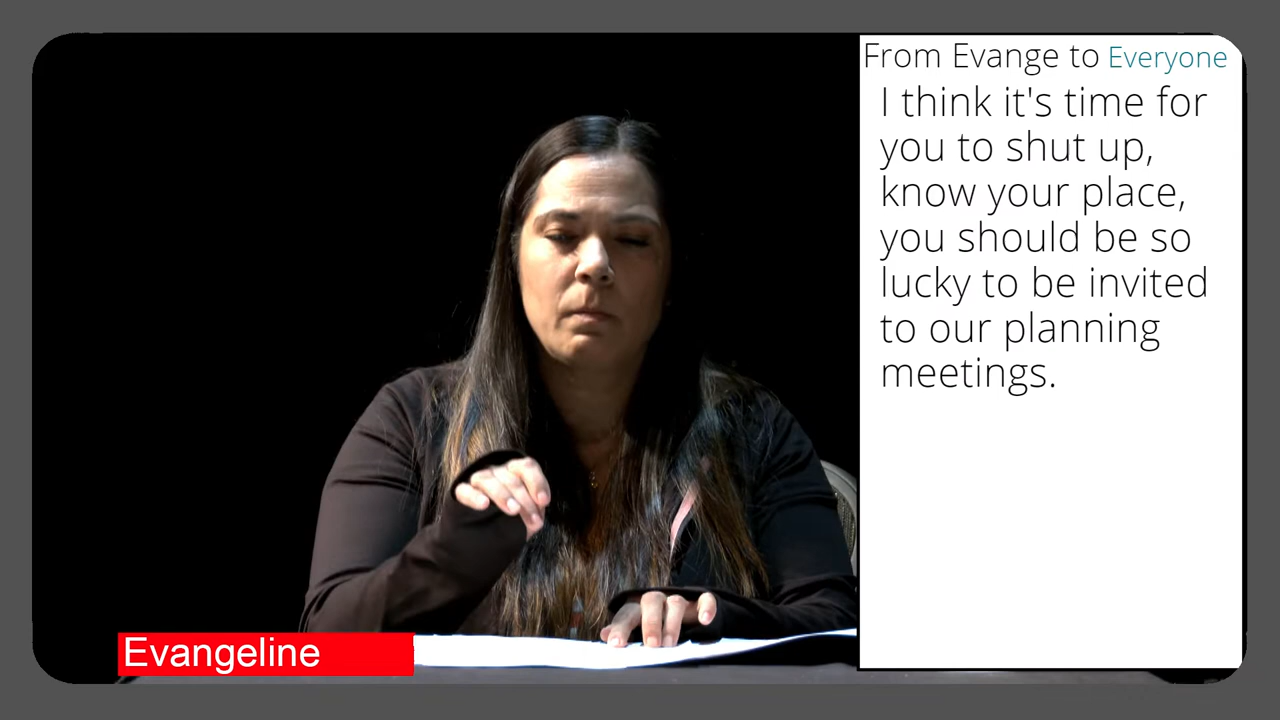 From Evange to Everyone
I think it's time for
you to shut up,
know your place,
you should be so
lucky to be invited
to our planning
meetings.
Evangeline